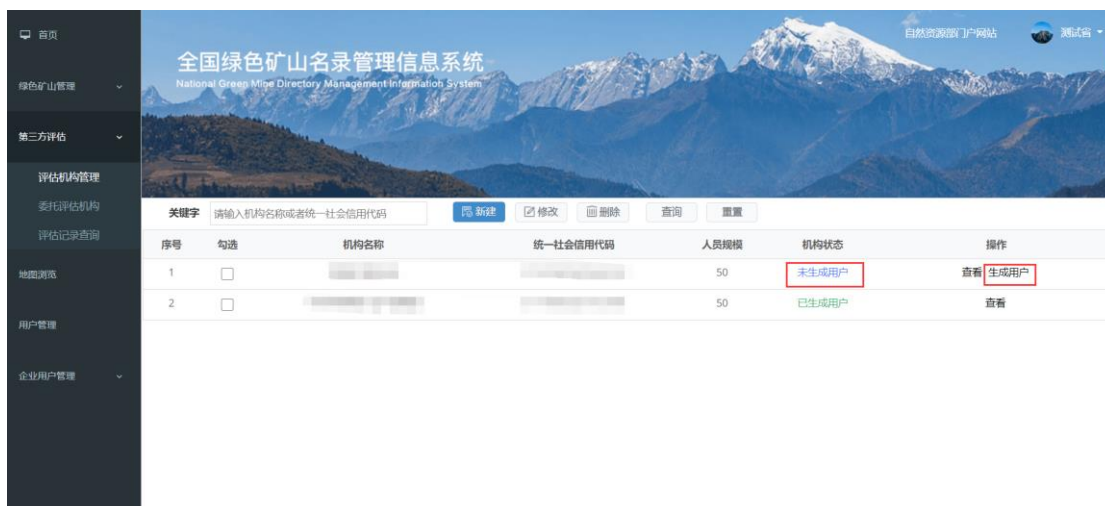 首页
自然资源部门户网站 测试省
全国绿色矿山名录管理信息系统
National Green Mine Directory Management Information System
绿色矿山管理
第三方评估
评估机构管理
委托评估机构
评估记录查询
地图浏览
用户管理
企业用户管理
关键字 请输入机构名称或者统一社会信用代码 新建 修改 删除 查询 重置
序号 勾选 机构名称 统一社会信用代码 人员规模 机构状态 操作
1 50 未生成用户 查看 生成用户
2 50 已生成用户 查看